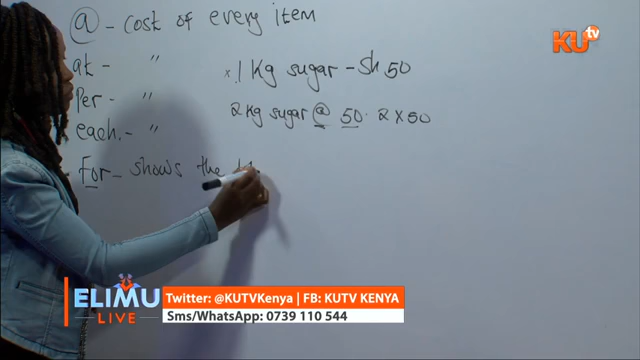 @ - cost of every item
at - "
Per - "
each. - "
For - shows the
× 1 Kg sugar - Sh 50
2 Kg sugar @ 50. 2 × 50
KU tv
ELIMU
LIVE
Twitter: @KUTVKenya | FB: KUTV KENYA
Sms/WhatsApp: 0739 110 544